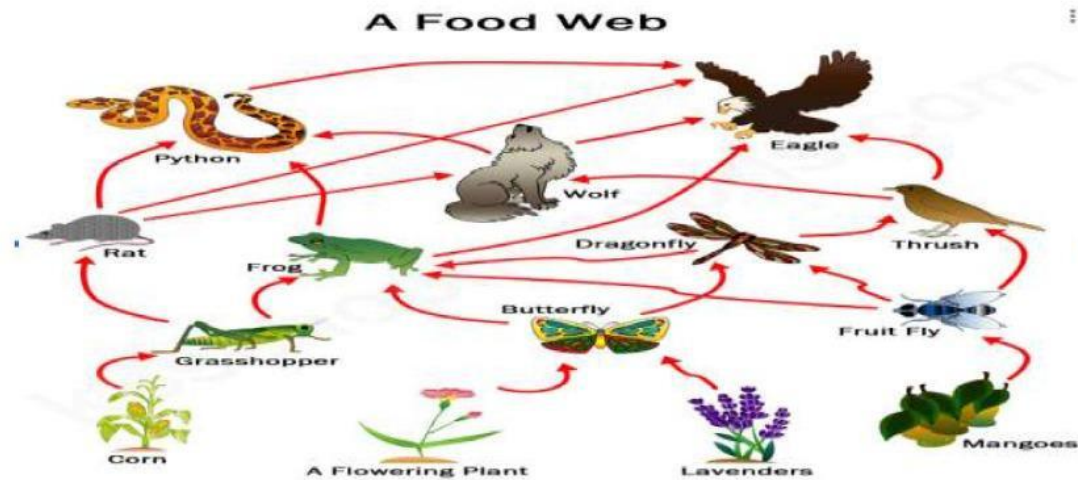 A Food Web
Python
Eagle
Wolf
Rat
Frog
Dragonfly
Thrush
Butterfly
Fruit Fly
Grasshopper
Corn
A Flowering Plant
Lavenders
Mangoes